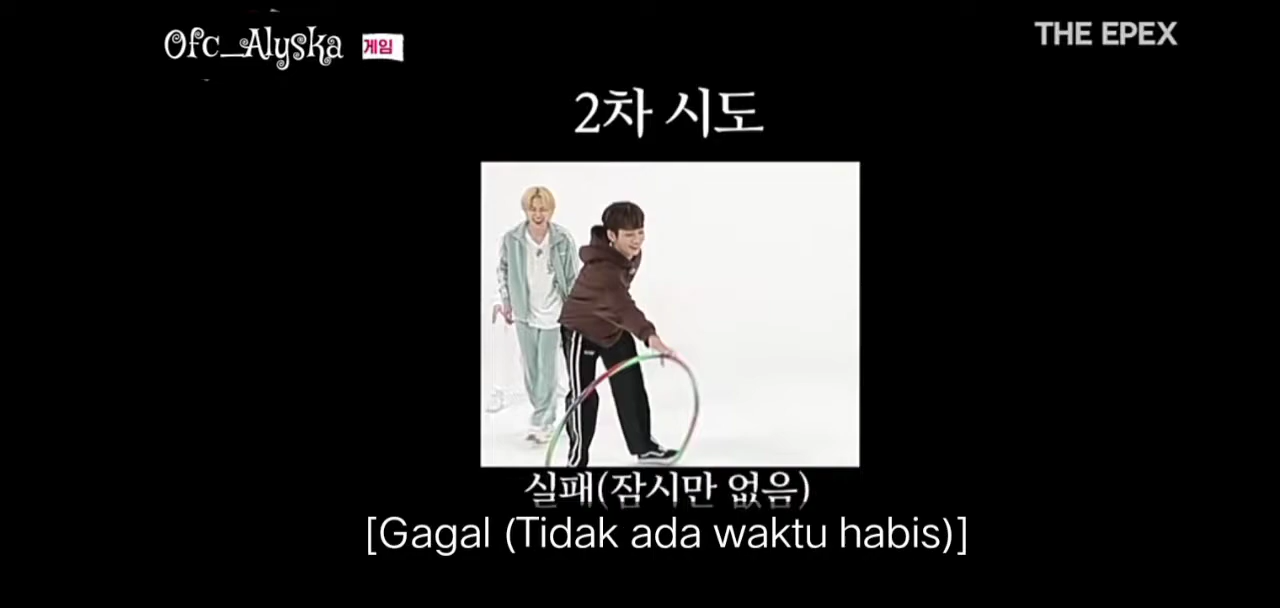 Ofc_Alyska 게임
THE EPEX
2차 시도
실패(잠시만 없음)
[Gagal (Tidak ada waktu habis)]